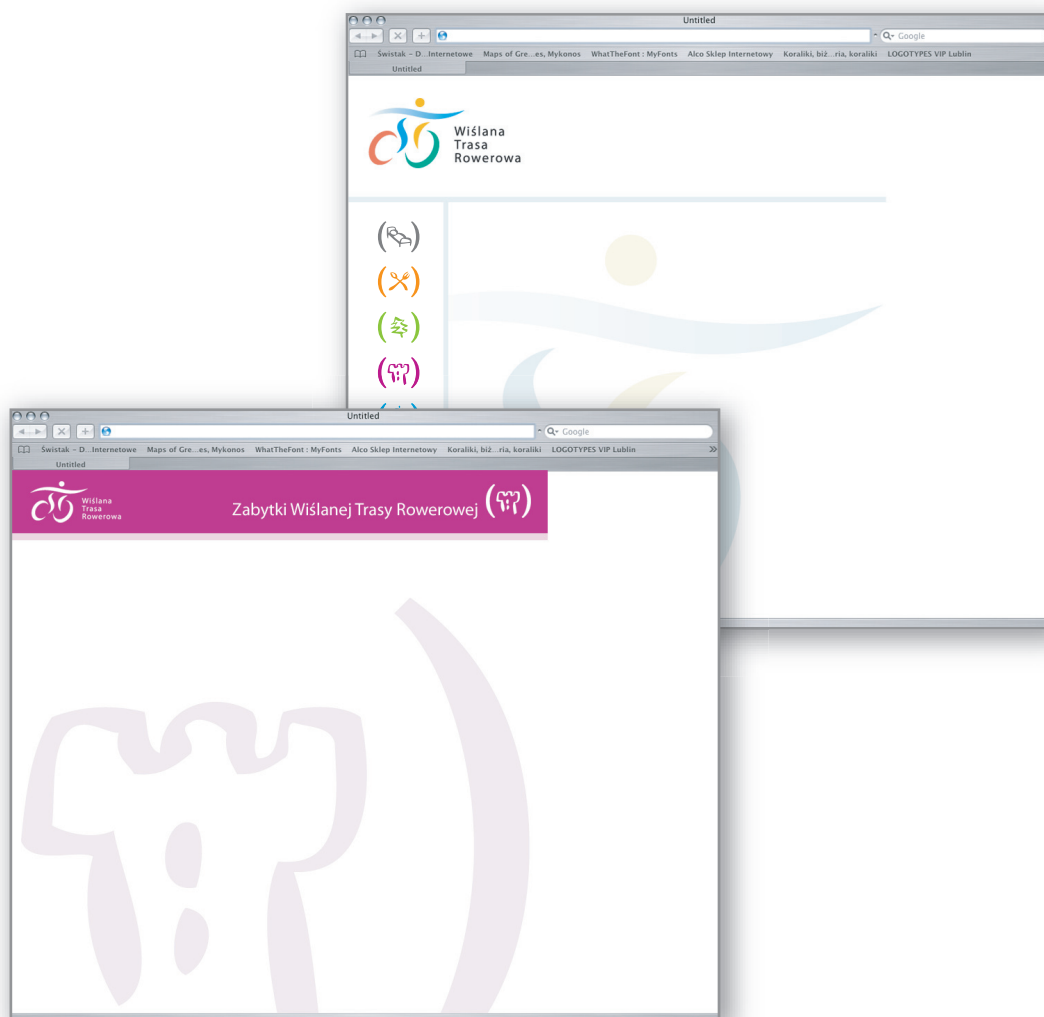 Untitled
Google
Świstak – D...Internetowe Maps of Gre...es, Mykonos WhatTheFont : MyFonts Alco Sklep Internetowy Koraliki, biż...ria, koraliki LOGOTYPES VIP Lublin
Untitled
Wiślana
Trasa
Rowerowa
Untitled
Google
Świstak – D...Internetowe Maps of Gre...es, Mykonos WhatTheFont : MyFonts Alco Sklep Internetowy Koraliki, biż...ria, koraliki LOGOTYPES VIP Lublin
Untitled
Wiślana
Trasa
Rowerowa
Zabytki Wiślanej Trasy Rowerowej